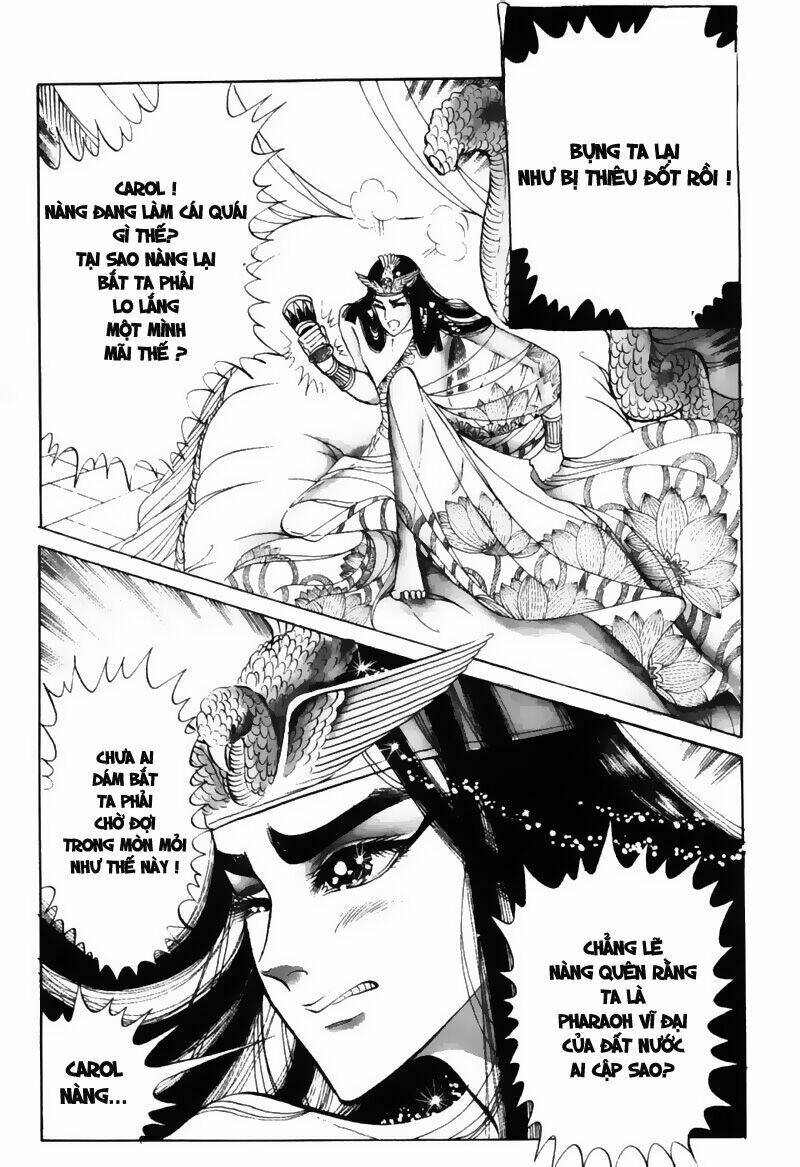 BỤNG TA LẠI
NHƯ BỊ THIÊU ĐỐT RỒI !
CAROL !
NÀNG ĐANG LÀM CÁI QUÁI
GÌ THẾ?
TẠI SAO NÀNG LẠI
BẮT TA PHẢI
LO LẮNG
MỘT MÌNH
MÃI THẾ ?
CHƯA AI
DÁM BẮT
TA PHẢI
CHỜ ĐỢI
TRONG MÒN MỎI
NHƯ THẾ NÀY !
CHẲNG LẼ
NÀNG QUÊN RẰNG
TA LÀ
PHARAOH VĨ ĐẠI
CỦA ĐẤT NƯỚC
AI CẬP SAO?
CAROL
NÀNG...